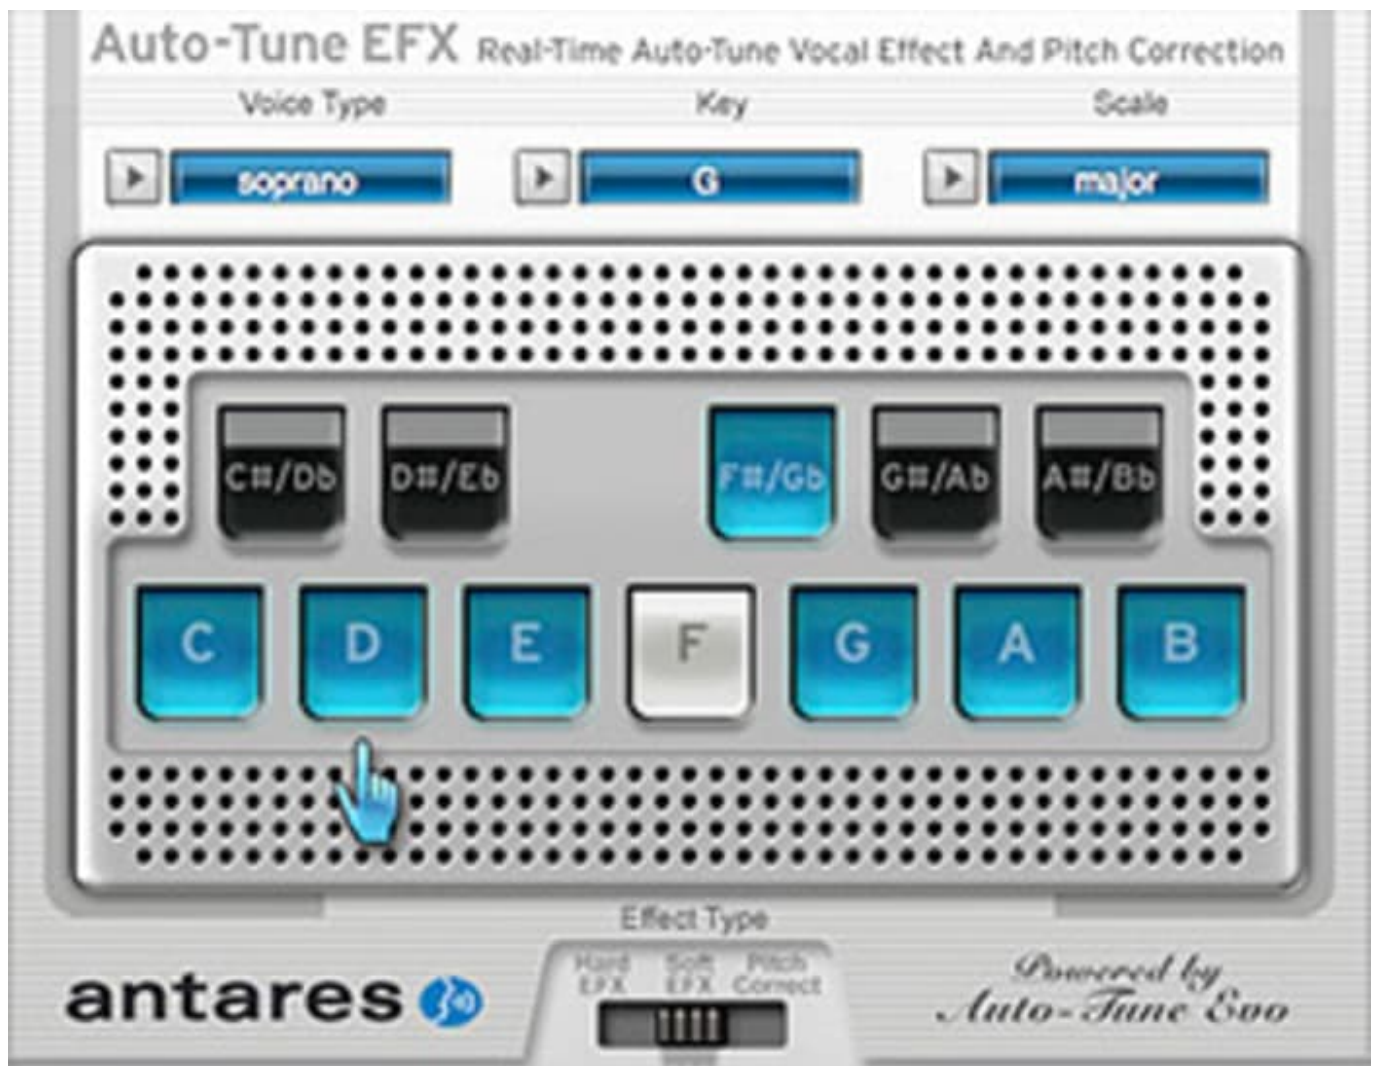 Auto-Tune EFX Real-Time Auto-Tune Vocal Effect And Pitch Correction
Voice Type Key Scale
soprano G major
C#/Db D#/Eb F#/Gb G#/Ab A#/Bb
C D E F G A B
Effect Type
Hard EFX Soft EFX Pitch Correct
antares
Powered by
Auto-Tune Evo